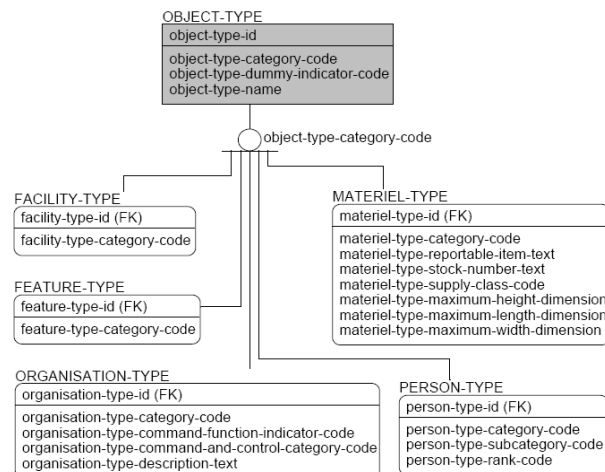 OBJECT-TYPE
object-type-id
object-type-category-code
object-type-dummy-indicator-code
object-type-name
object-type-category-code
FACILITY-TYPE
facility-type-id (FK)
facility-type-category-code
MATERIEL-TYPE
materiel-type-id (FK)
materiel-type-category-code
materiel-type-reportable-item-text
materiel-type-stock-number-text
materiel-type-supply-class-code
materiel-type-maximum-height-dimension
materiel-type-maximum-length-dimension
materiel-type-maximum-width-dimension
FEATURE-TYPE
feature-type-id (FK)
feature-type-category-code
ORGANISATION-TYPE
organisation-type-id (FK)
organisation-type-category-code
organisation-type-command-function-indicator-code
organisation-type-command-and-control-category-code
organisation-type-description-text
PERSON-TYPE
person-type-id (FK)
person-type-category-code
person-type-subcategory-code
person-type-rank-code